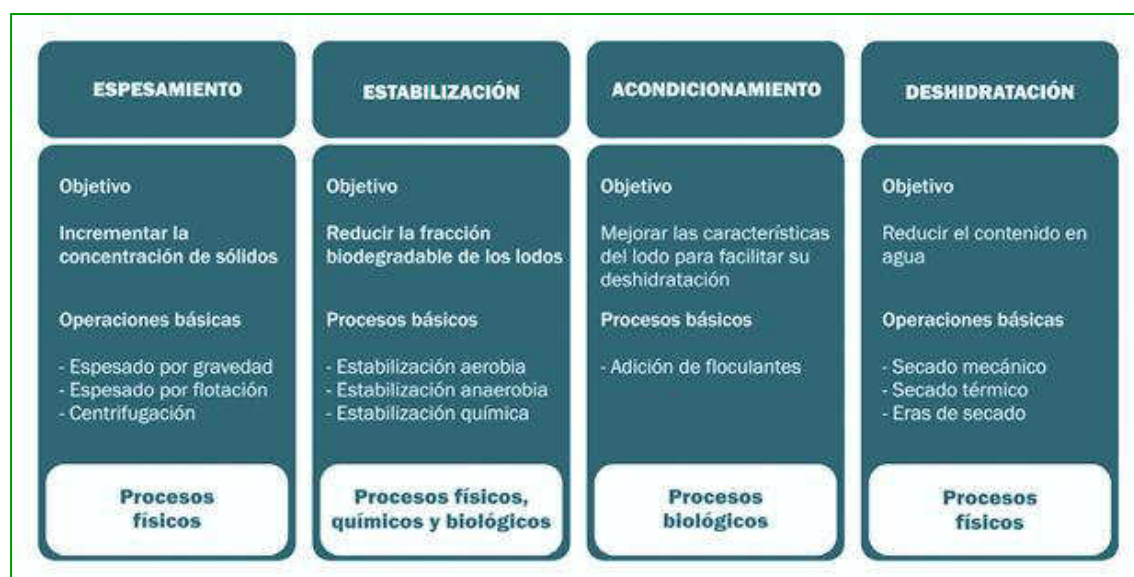 ESPESAMIENTO
Objetivo
Incrementar la
concentración de sólidos
Operaciones básicas
- Espesado por gravedad
- Espesado por flotación
- Centrifugación
Procesos
físicos
ESTABILIZACIÓN
Objetivo
Reducir la fracción
biodegradable de los lodos
Procesos básicos
- Estabilización aerobia
- Estabilización anaerobia
- Estabilización química
Procesos físicos,
químicos y biológicos
ACONDICIONAMIENTO
Objetivo
Mejorar las características
del lodo para facilitar su
deshidratación
Procesos básicos
- Adición de floculantes
Procesos
biológicos
DESHIDRATACIÓN
Objetivo
Reducir el contenido en
agua
Operaciones básicas
- Secado mecánico
- Secado térmico
- Eras de secado
Procesos
físicos